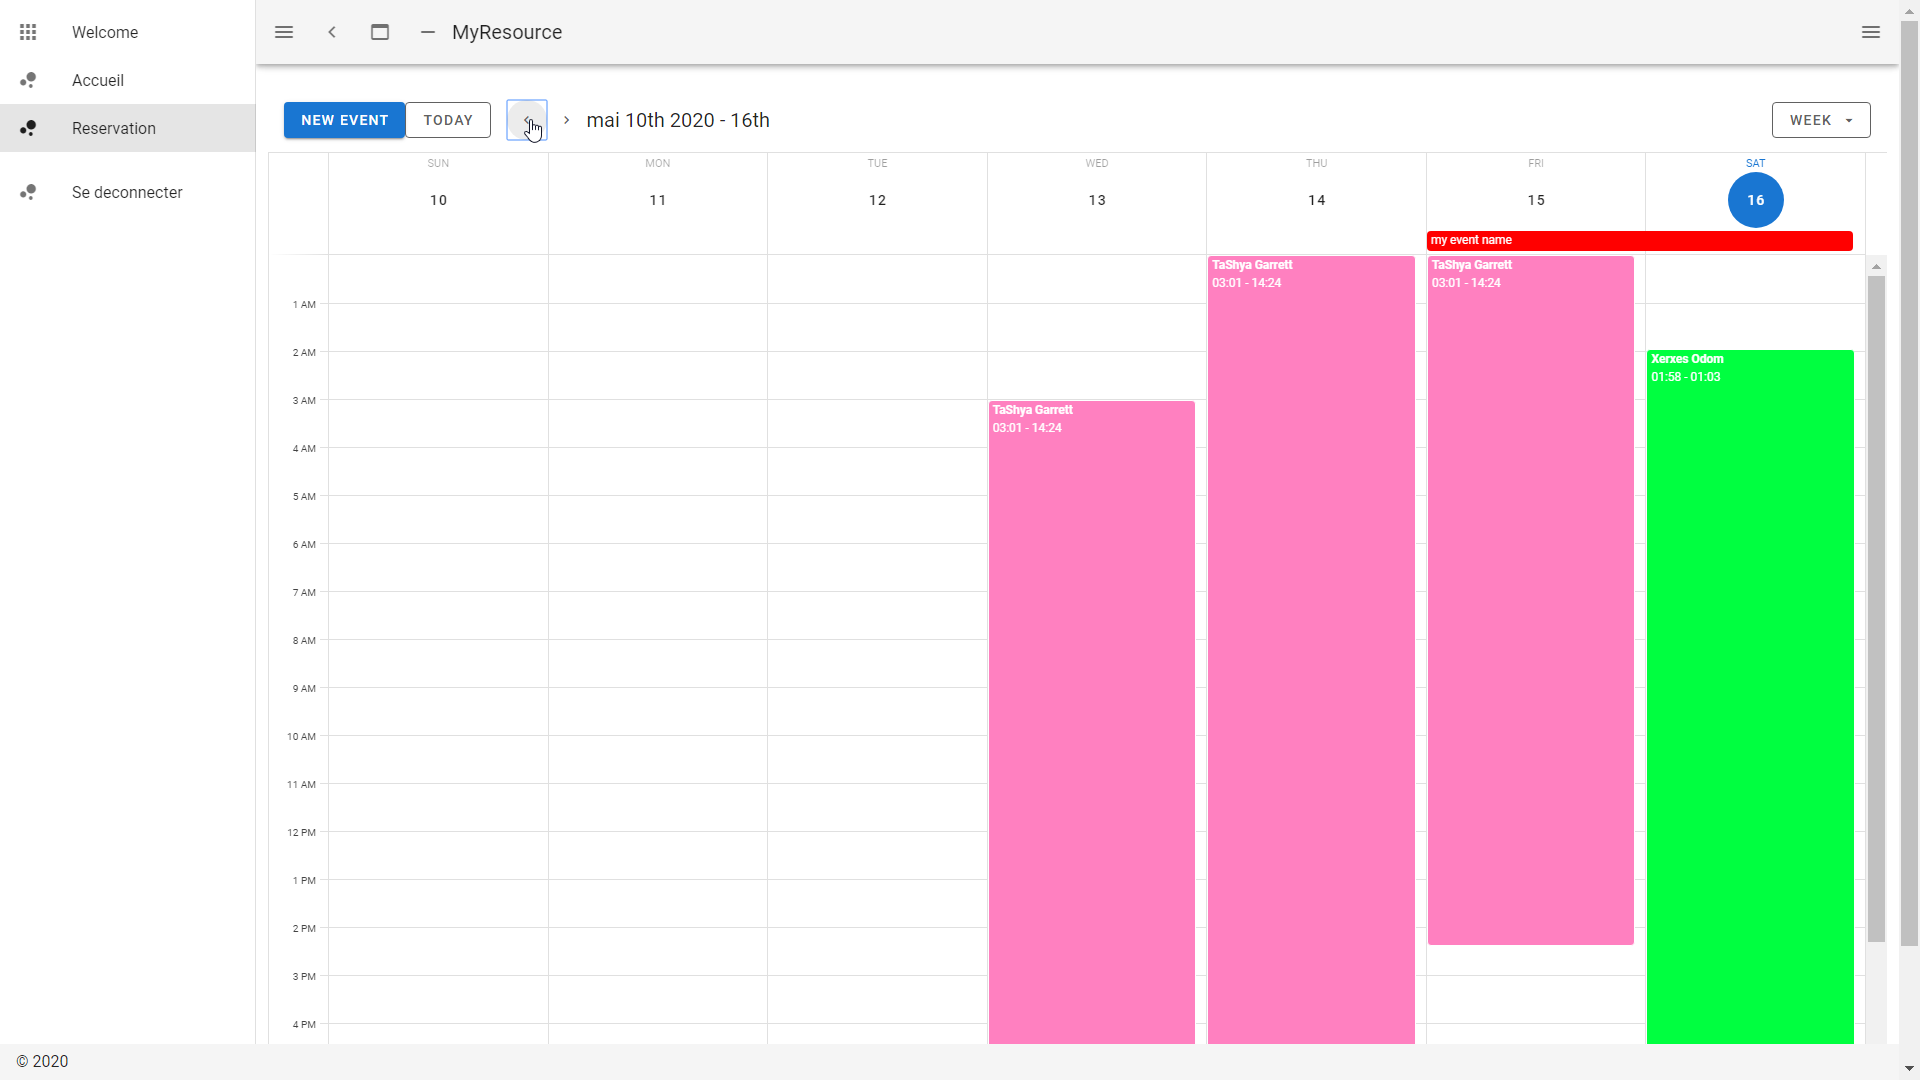 Welcome
Accueil
Reservation
Se deconnecter
MyResource
NEW EVENT
TODAY
mai 10th 2020 - 16th
WEEK
SUN
MON
TUE
WED
THU
FRI
SAT
10
11
12
13
14
15
16
my event name
TaShya Garrett
03:01 - 14:24
TaShya Garrett
03:01 - 14:24
1 AM
2 AM
Xerxes Odom
01:58 - 01:03
3 AM
TaShya Garrett
03:01 - 14:24
4 AM
5 AM
6 AM
7 AM
8 AM
9 AM
10 AM
11 AM
12 PM
1 PM
2 PM
3 PM
4 PM
© 2020